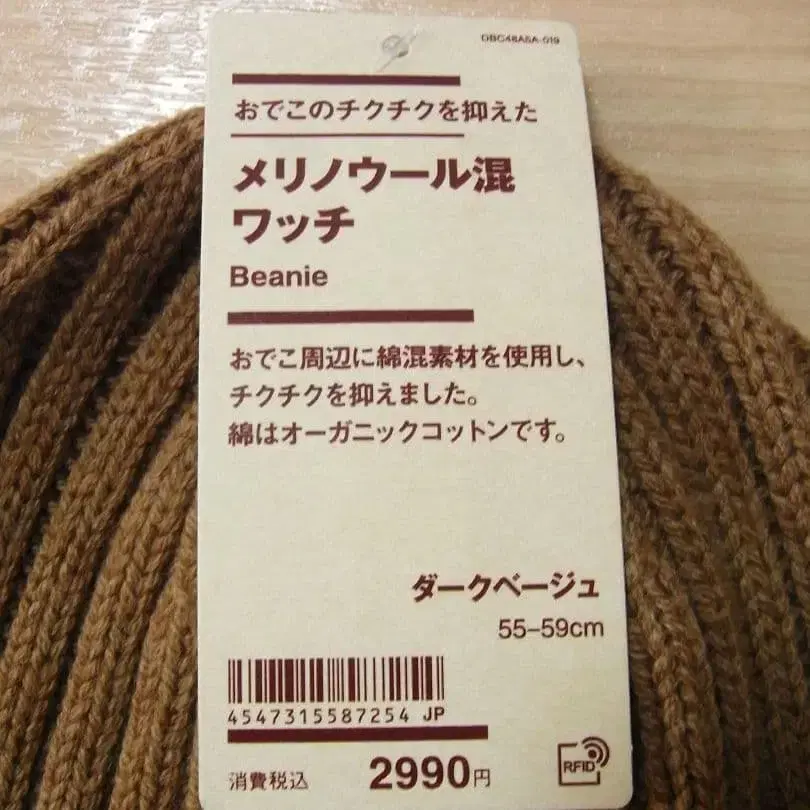 DBC48A5A-019
おでこのチクチクを抑えた
メリノウール混
ワッチ
Beanie
おでこ周辺に綿混素材を使用し、
チクチクを抑えました。
綿はオーガニックコットンです。
ダークベージュ
55-59cm
4547315587254 JP
消費税込 2990円
RFID